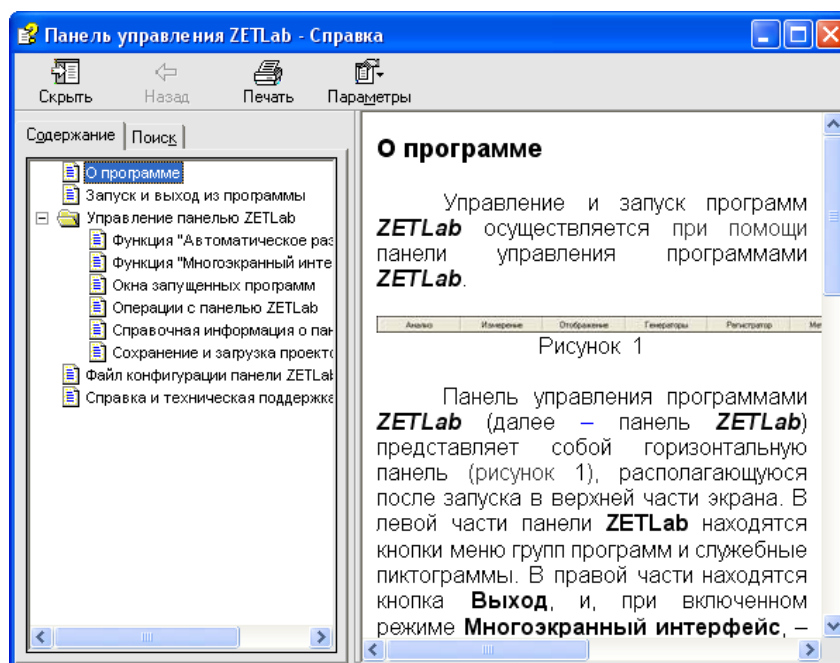 Панель управления ZETLab - Справка
Скрыть Назад Печать Параметры
Содержание Поиск
О программе
Запуск и выход из программы
Управление панелью ZETLab
Функция "Автоматическое раз
Функция "Многоэкранный инте
Окна запущенных программ
Операции с панелью ZETLab
Справочная информация о пан
Сохранение и загрузка проекто
Файл конфигурации панели ZETLab
Справка и техническая поддержка
О программе
Управление и запуск программ
ZETLab осуществляется при помощи
панели управления программами
ZETLab.
Анализ Измерение Отображение Генераторы Регистратор Мет
Рисунок 1
Панель управления программами
ZETLab (далее – панель ZETLab)
представляет собой горизонтальную
панель (рисунок 1), располагающуюся
после запуска в верхней части экрана. В
левой части панели ZETLab находятся
кнопки меню групп программ и служебные
пиктограммы. В правой части находятся
кнопка Выход, и, при включенном
режиме Многоэкранный интерфейс, –